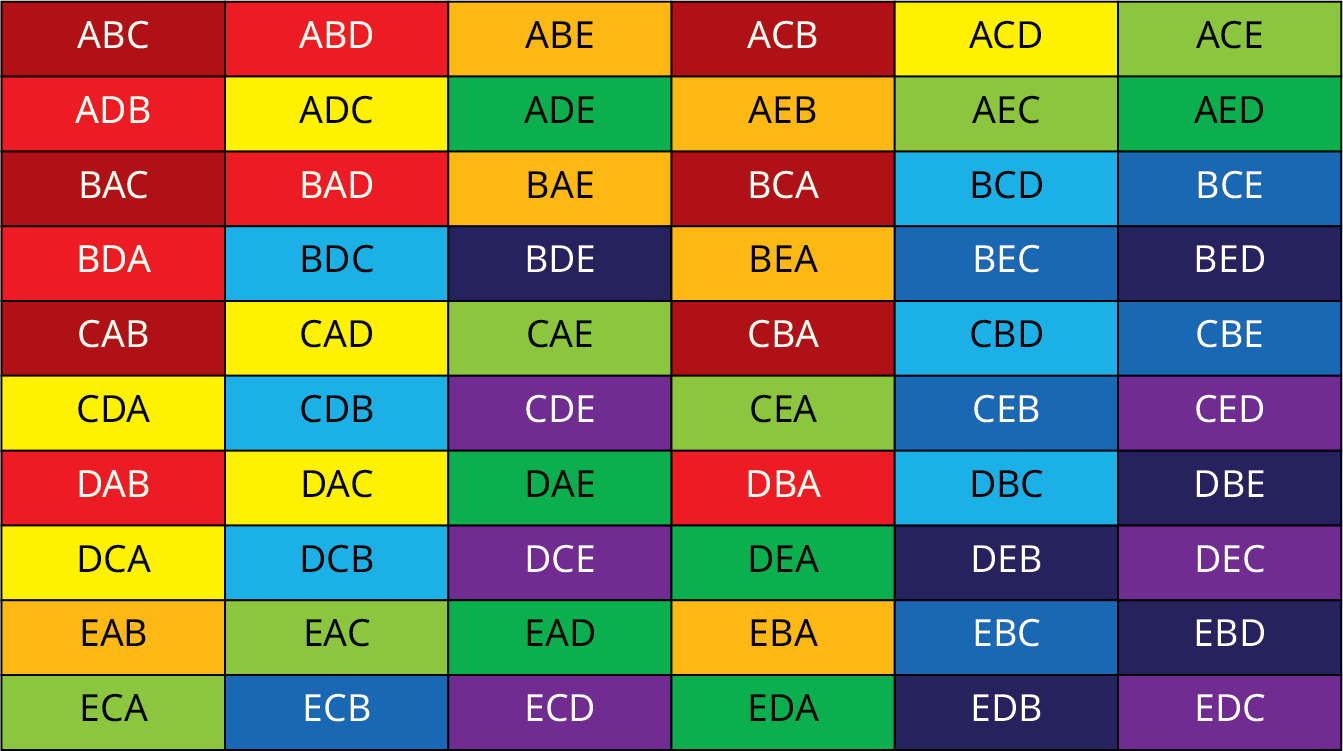 ABC ABD ABE ACB ACD ACE
ADB ADC ADE AEB AEC AED
BAC BAD BAE BCA BCD BCE
BDA BDC BDE BEA BEC BED
CAB CAD CAE CBA CBD CBE
CDA CDB CDE CEA CEB CED
DAB DAC DAE DBA DBC DBE
DCA DCB DCE DEA DEB DEC
EAB EAC EAD EBA EBC EBD
ECA ECB ECD EDA EDB EDC